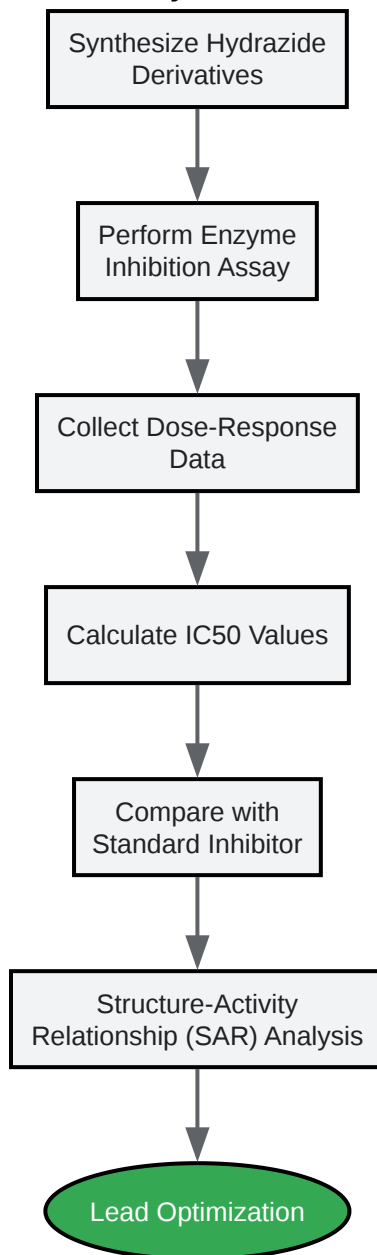 Synthesize Hydrazide
Derivatives
Perform Enzyme
Inhibition Assay
Collect Dose-Response
Data
Calculate IC50 Values
Compare with
Standard Inhibitor
Structure-Activity
Relationship (SAR) Analysis
Lead Optimization